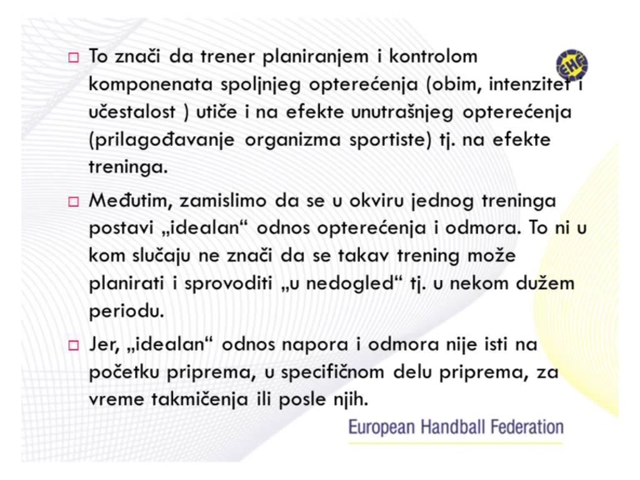 To znači da trener planiranjem i kontrolom
komponenata spoljnjeg opterećenja (obim, intenzitet i
učestalost ) utiče i na efekte unutrašnjeg opterećenja
(prilagođavanje organizma sportiste) tj. na efekte
treninga.
Međutim, zamislimo da se u okviru jednog treninga
postavi „idealan“ odnos opterećenja i odmora. To ni u
kom slučaju ne znači da se takav trening može
planirati i sprovoditi „u nedogled“ tj. u nekom dužem
periodu.
Jer, „idealan“ odnos napora i odmora nije isti na
početku priprema, u specifičnom delu priprema, za
vreme takmičenja ili posle njih.
European Handball Federation